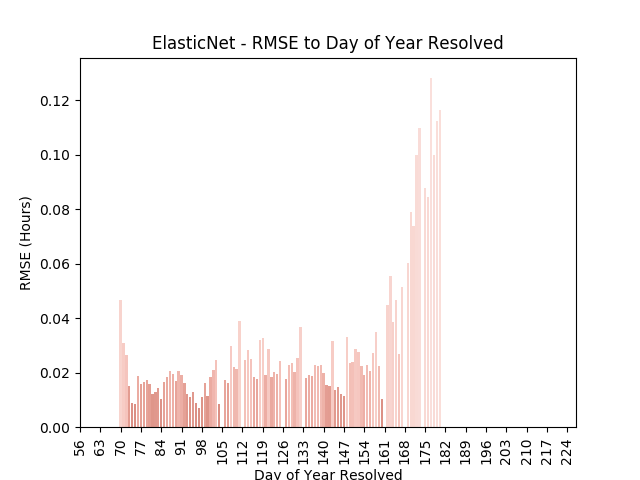 ElasticNet - RMSE to Day of Year Resolved
RMSE (Hours)
0.12
0.10
0.08
0.06
0.04
0.02
0.00
56 63 70 77 84 91 98 105 112 119 126 133 140 147 154 161 168 175 182 189 196 203 210 217 224
Day of Year Resolved